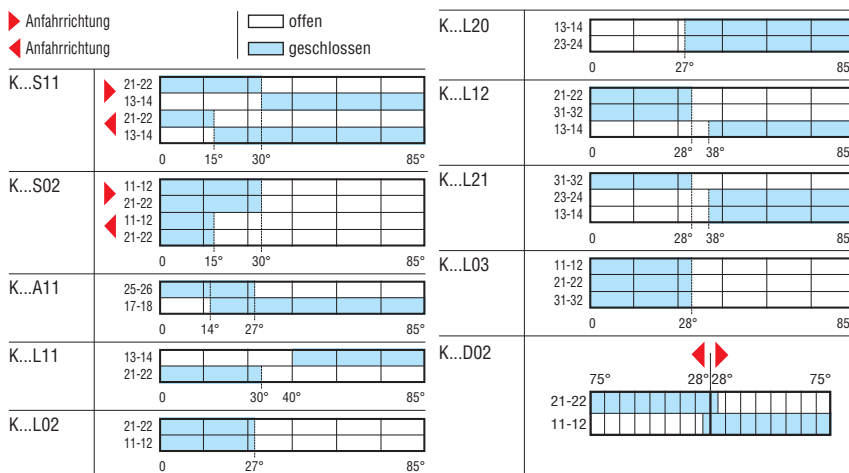 Anfahrrichtung
Anfahrrichtung
offen
geschlossen
K...S11
21-22
13-14
21-22
13-14
0 15° 30° 85°
K...S02
11-12
21-22
11-12
21-22
0 15° 30° 85°
K...A11
25-26
17-18
0 14° 27° 85°
K...L11
13-14
21-22
0 30° 40° 85°
K...L02
21-22
11-12
0 27° 85°
K...L20
13-14
23-24
0 27° 85°
K...L12
21-22
31-32
13-14
0 28° 38° 85°
K...L21
31-32
23-24
13-14
0 28° 38° 85°
K...L03
11-12
21-22
31-32
0 28° 85°
K...D02
75° 28° 28° 75°
21-22
11-12